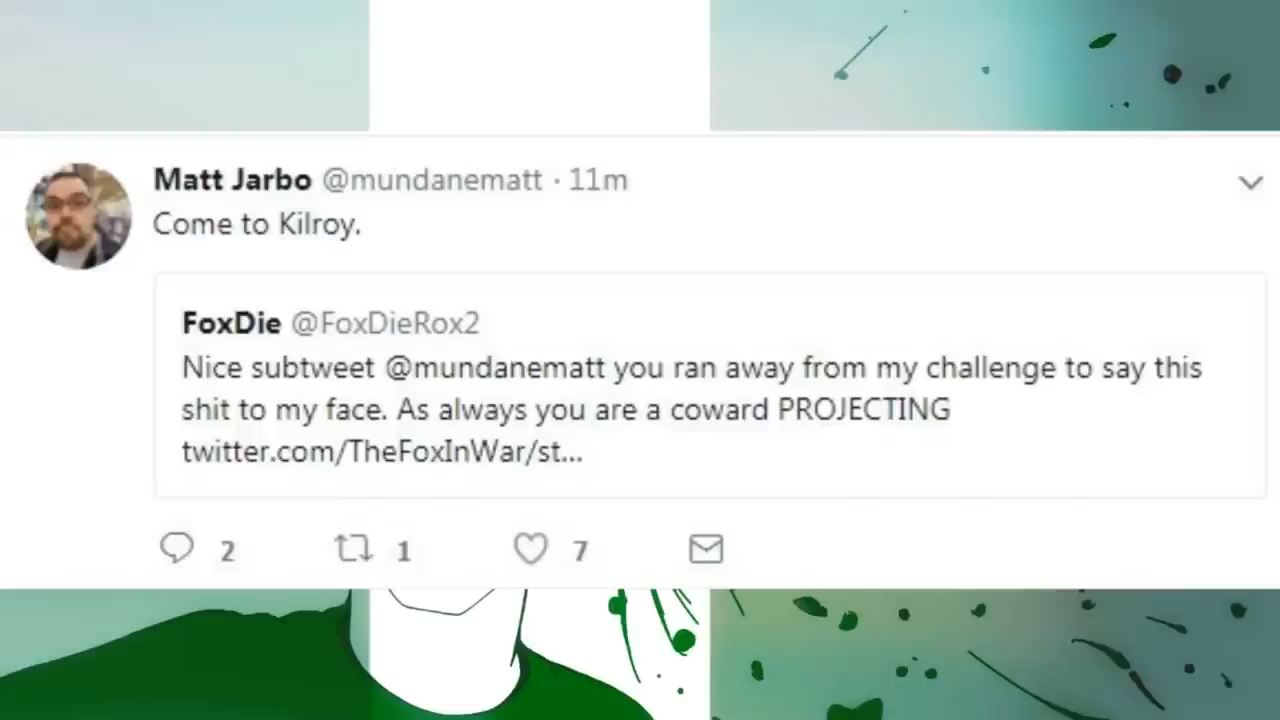 Matt Jarbo @mundanematt · 11m
Come to Kilroy.
FoxDie @FoxDieRox2
Nice subtweet @mundanematt you ran away from my challenge to say this
shit to my face. As always you are a coward PROJECTING
twitter.com/TheFoxInWar/st...
2 1 7